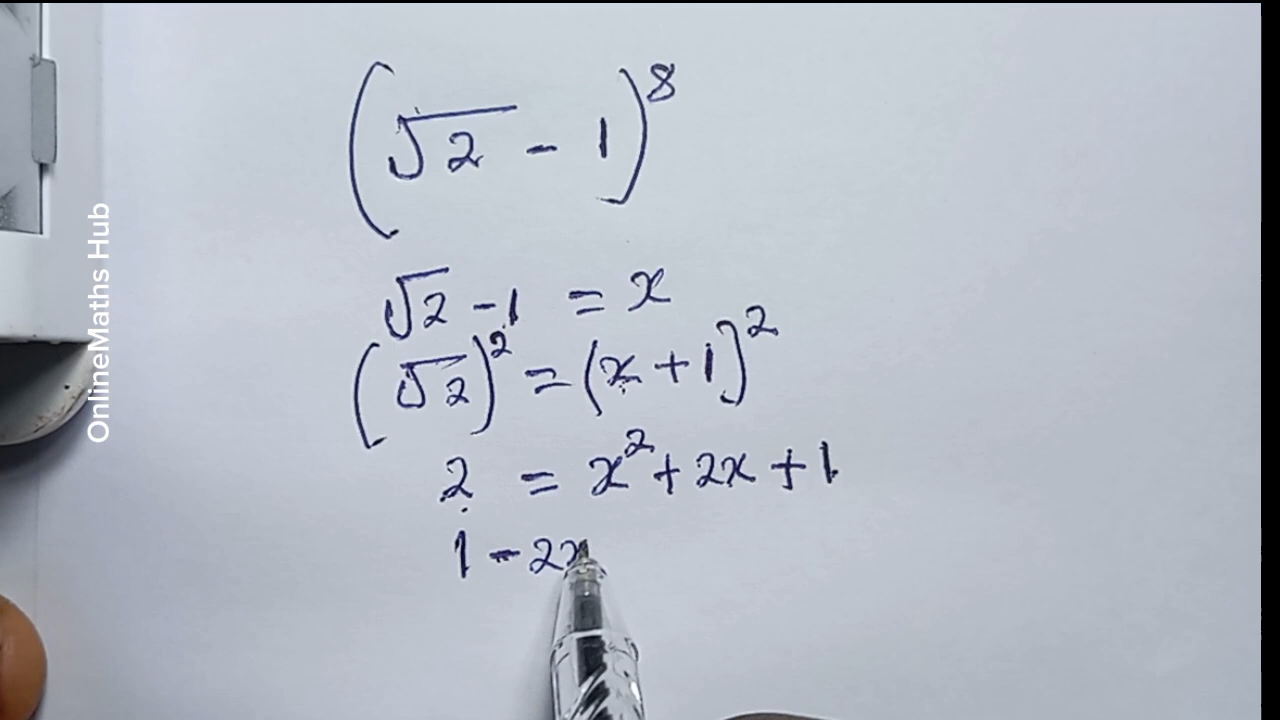 (√2 - 1)^8
√2 - 1 = x
(√2)^2 = (x + 1)^2
2 = x^2 + 2x + 1
1 - 2x
OnlineMaths Hub